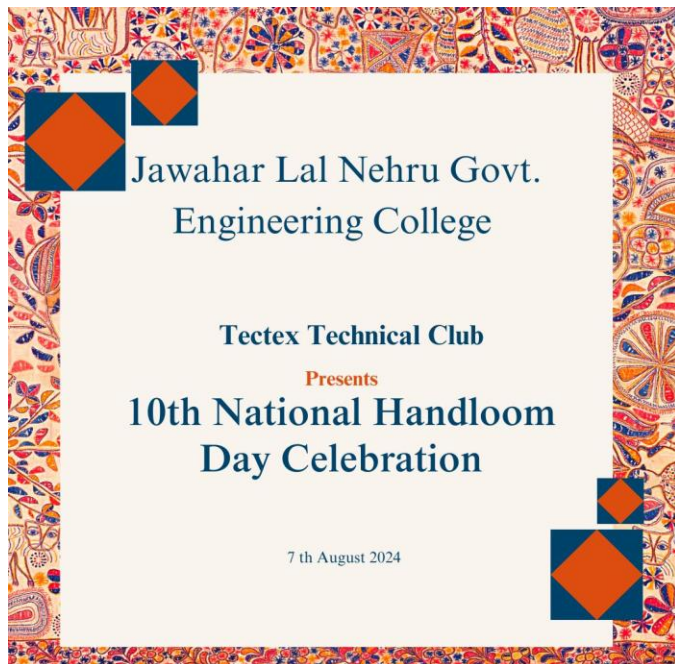 Jawahar Lal Nehru Govt.
Engineering College
Tectex Technical Club
Presents
10th National Handloom
Day Celebration
7 th August 2024